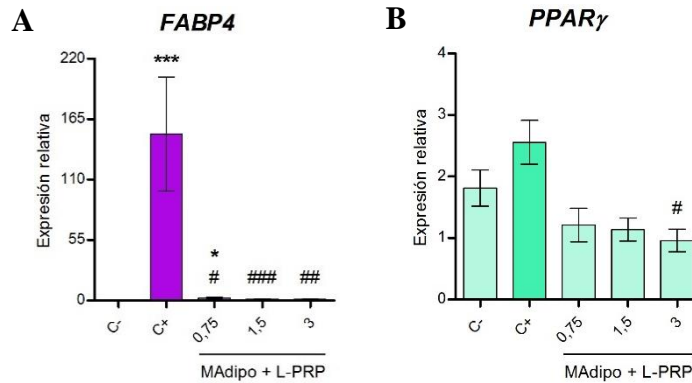 A
FABP4
Expresión relativa
220
165
110
55
0
***
*
#
###
##
C-
C+
0,75
1,5
3
MAdipo + L-PRP
B
PPARγ
Expresión relativa
4
3
2
1
0
#
C-
C+
0,75
1,5
3
MAdipo + L-PRP